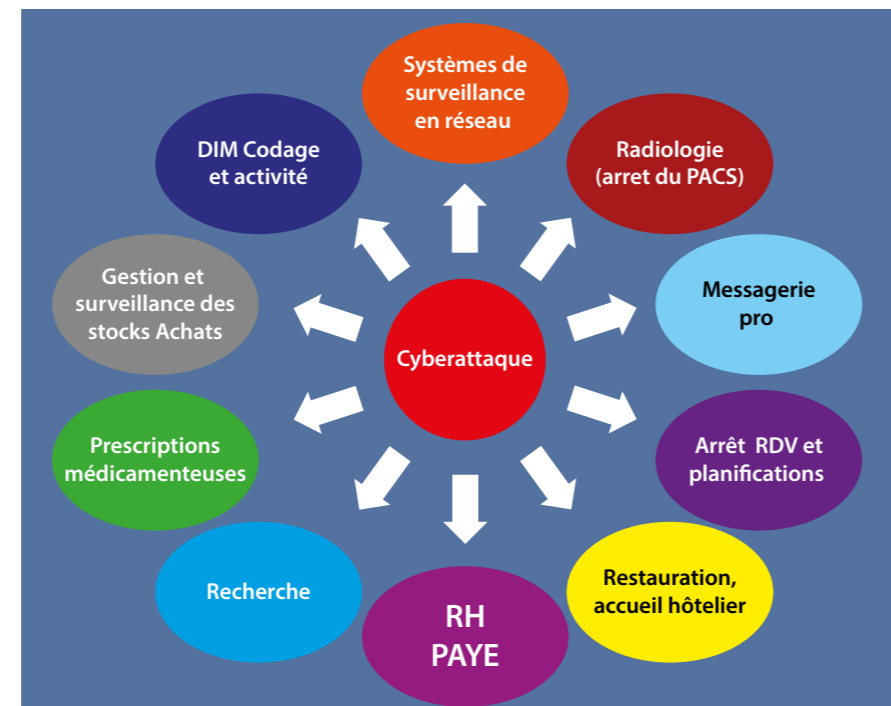 Systèmes de
surveillance
en réseau
Radiologie
(arret du PACS)
Messagerie
pro
Arrêt RDV et
planifications
Restauration,
accueil hôtelier
RH
PAYE
Recherche
Prescriptions
médicamenteuses
Gestion et
surveillance des
stocks Achats
DIM Codage
et activité
Cyberattaque